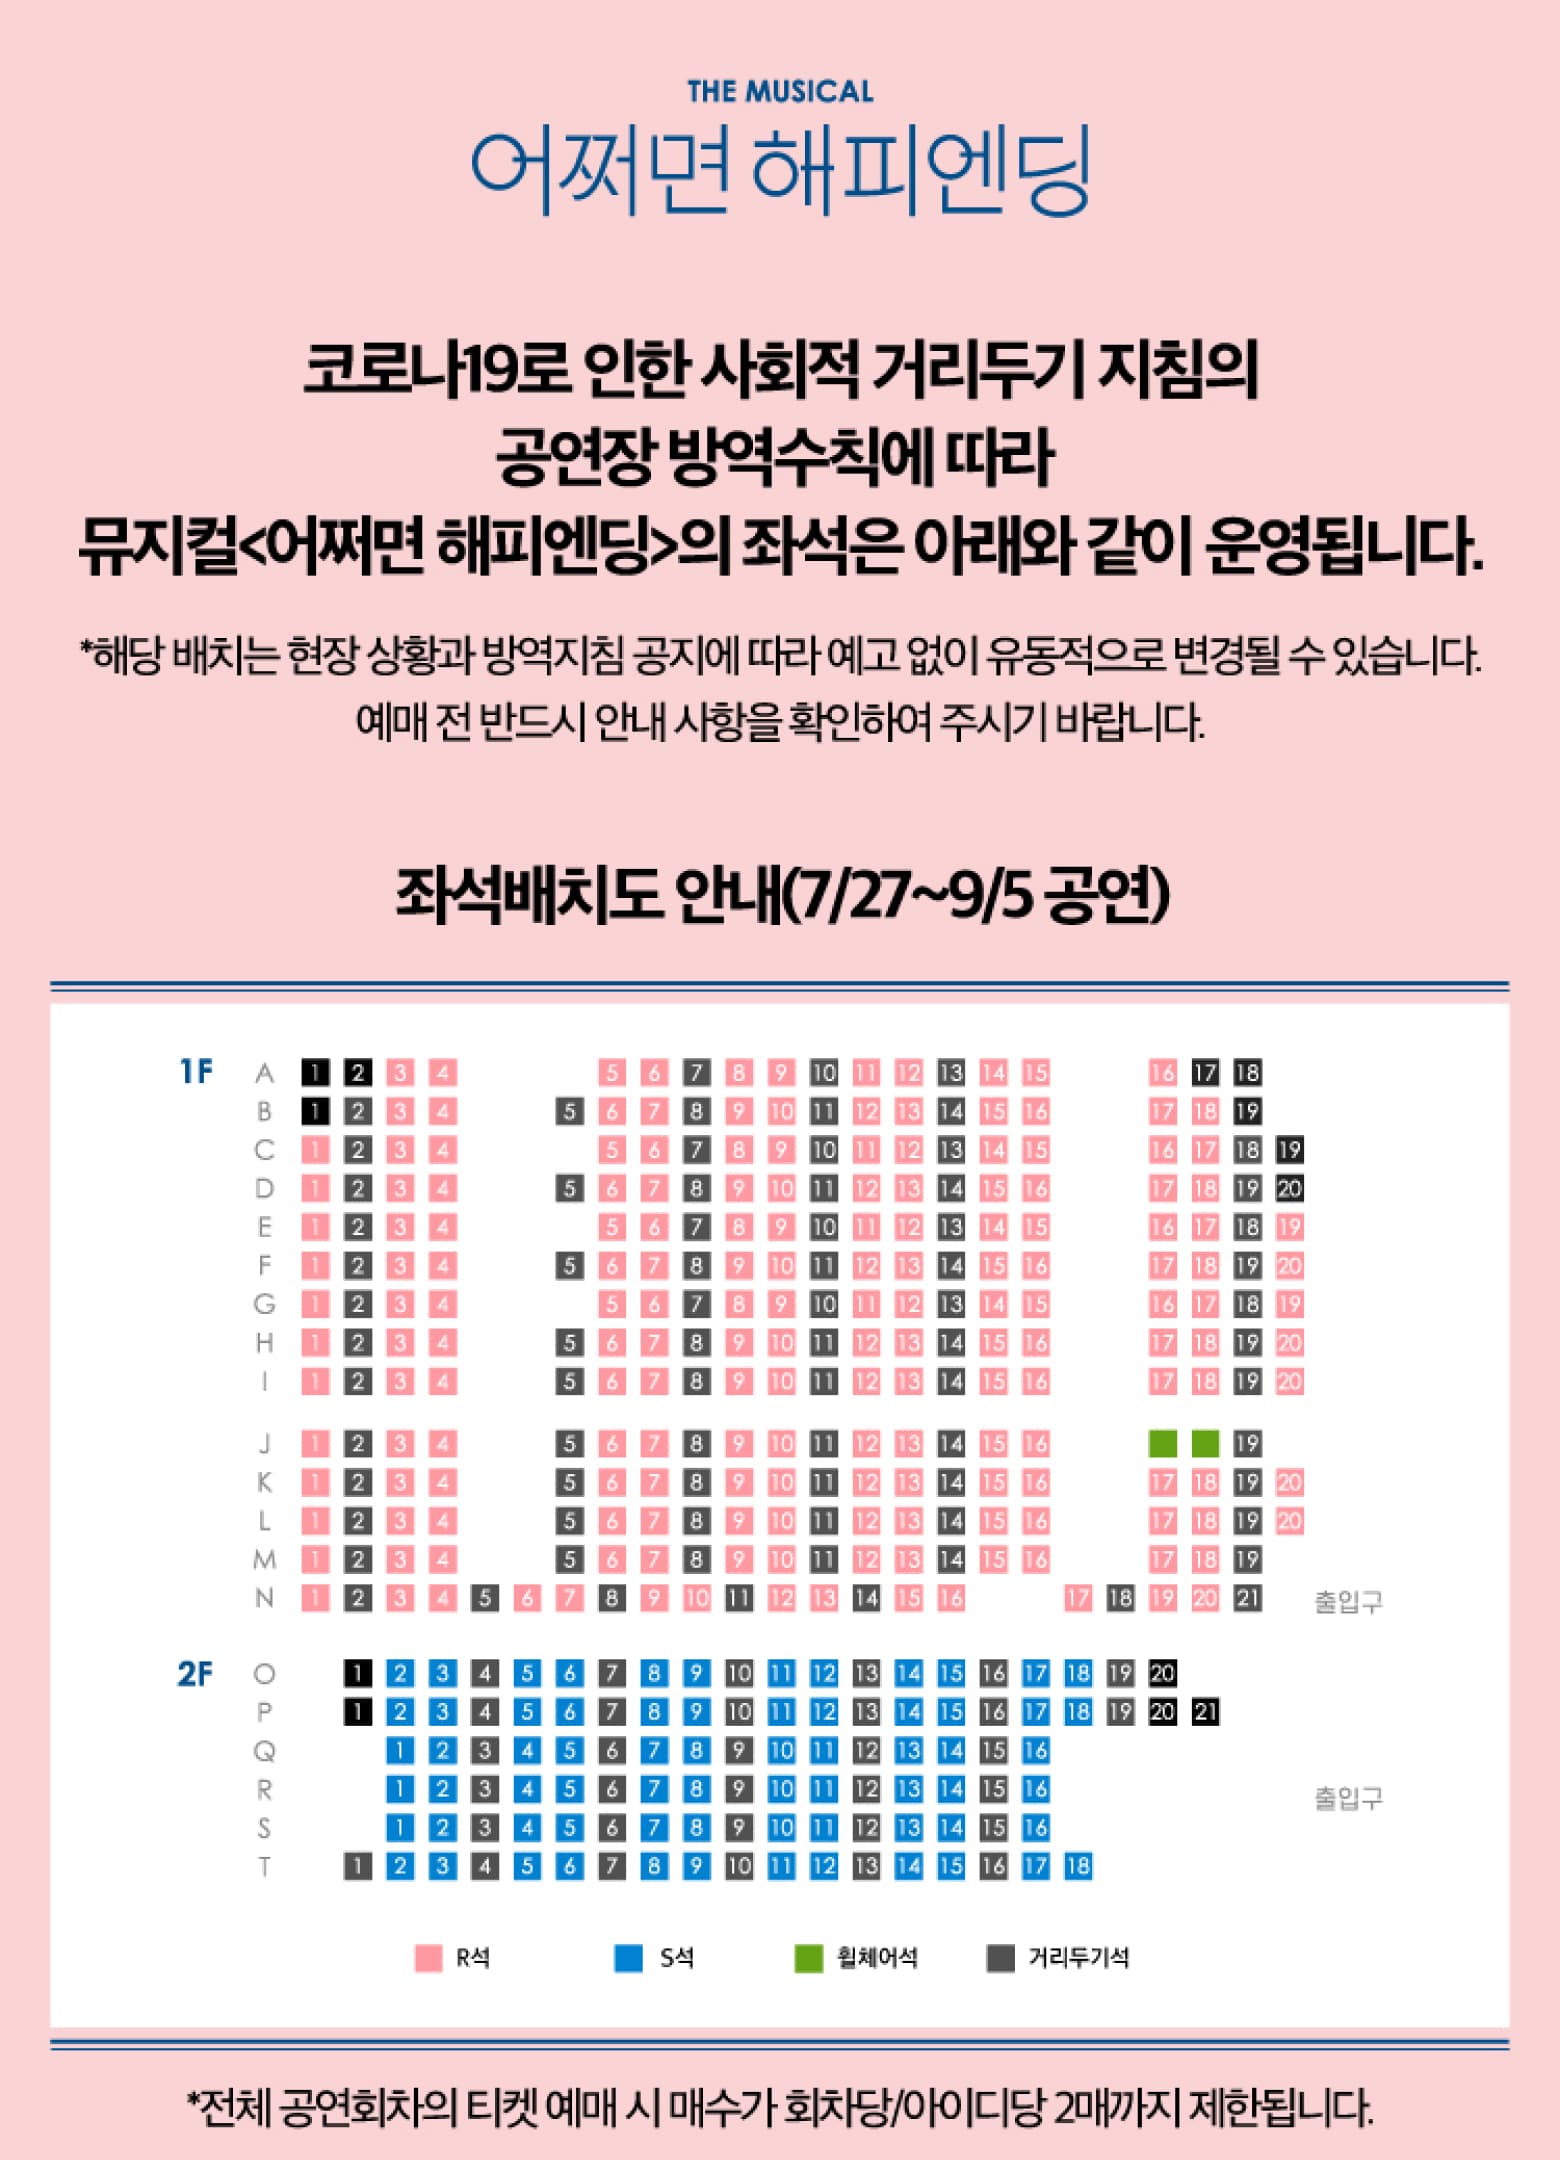 THE MUSICAL
어쩌면 해피엔딩
코로나19로 인한 사회적 거리두기 지침의
공연장 방역수칙에 따라
뮤지컬<어쩌면 해피엔딩>의 좌석은 아래와 같이 운영됩니다.
*해당 배치는 현장 상황과 방역지침 공지에 따라 예고 없이 유동적으로 변경될 수 있습니다.
예매 전 반드시 안내 사항을 확인하여 주시기 바랍니다.
좌석배치도 안내(7/27~9/5 공연)
1F A 1 2 3 4 5 6 7 8 9 10 11 12 13 14 15 16 17 18
B 1 2 3 4 5 6 7 8 9 10 11 12 13 14 15 16 17 18 19
C 1 2 3 4 5 6 7 8 9 10 11 12 13 14 15 16 17 18 19
D 1 2 3 4 5 6 7 8 9 10 11 12 13 14 15 16 17 18 19 20
E 1 2 3 4 5 6 7 8 9 10 11 12 13 14 15 16 17 18 19
F 1 2 3 4 5 6 7 8 9 10 11 12 13 14 15 16 17 18 19 20
G 1 2 3 4 5 6 7 8 9 10 11 12 13 14 15 16 17 18 19
H 1 2 3 4 5 6 7 8 9 10 11 12 13 14 15 16 17 18 19 20
I 1 2 3 4 5 6 7 8 9 10 11 12 13 14 15 16 17 18 19 20
J 1 2 3 4 5 6 7 8 9 10 11 12 13 14 15 16 19
K 1 2 3 4 5 6 7 8 9 10 11 12 13 14 15 16 17 18 19 20
L 1 2 3 4 5 6 7 8 9 10 11 12 13 14 15 16 17 18 19 20
M 1 2 3 4 5 6 7 8 9 10 11 12 13 14 15 16 17 18 19
N 1 2 3 4 5 6 7 8 9 10 11 12 13 14 15 16 17 18 19 20 21 출입구
2F O 1 2 3 4 5 6 7 8 9 10 11 12 13 14 15 16 17 18 19 20
P 1 2 3 4 5 6 7 8 9 10 11 12 13 14 15 16 17 18 19 20 21
Q 1 2 3 4 5 6 7 8 9 10 11 12 13 14 15 16
R 1 2 3 4 5 6 7 8 9 10 11 12 13 14 15 16 출입구
S 1 2 3 4 5 6 7 8 9 10 11 12 13 14 15 16
T 1 2 3 4 5 6 7 8 9 10 11 12 13 14 15 16 17 18
R석 S석 휠체어석 거리두기석
*전체 공연회차의 티켓 예매 시 매수가 회차당/아이디당 2매까지 제한됩니다.